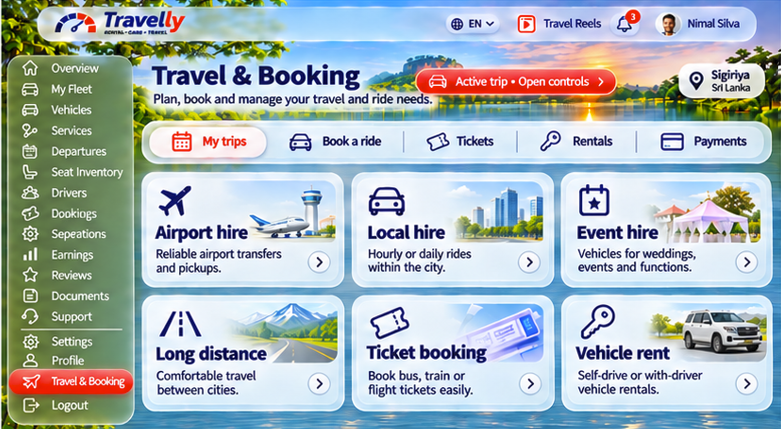 Travelly
RENTAL • CARE • TRAVEL
EN
Travel Reels
3
Nimal Silva
Overview
My Fleet
Vehicles
Services
Departures
Seat Inventory
Drivers
Dookigs
Sepeations
Earnings
Reviews
Documents
Support
Settings
Profile
Travel & Booking
Logout
Travel & Booking
Plan, book and manage your travel and ride needs.
Active trip • Open controls
Sigiriya
Sri Lanka
My trips
Book a ride
Tickets
Rentals
Payments
Airport hire
Reliable airport transfers
and pickups.
Local hire
Hourly or daily rides
within the city.
Event hire
Vehicles for weddings,
events and functions.
Long distance
Comfortable travel
between cities.
Ticket booking
Book bus, train or
flight tickets easily.
Vehicle rent
Self-drive or with-driver
vehicle rentals.